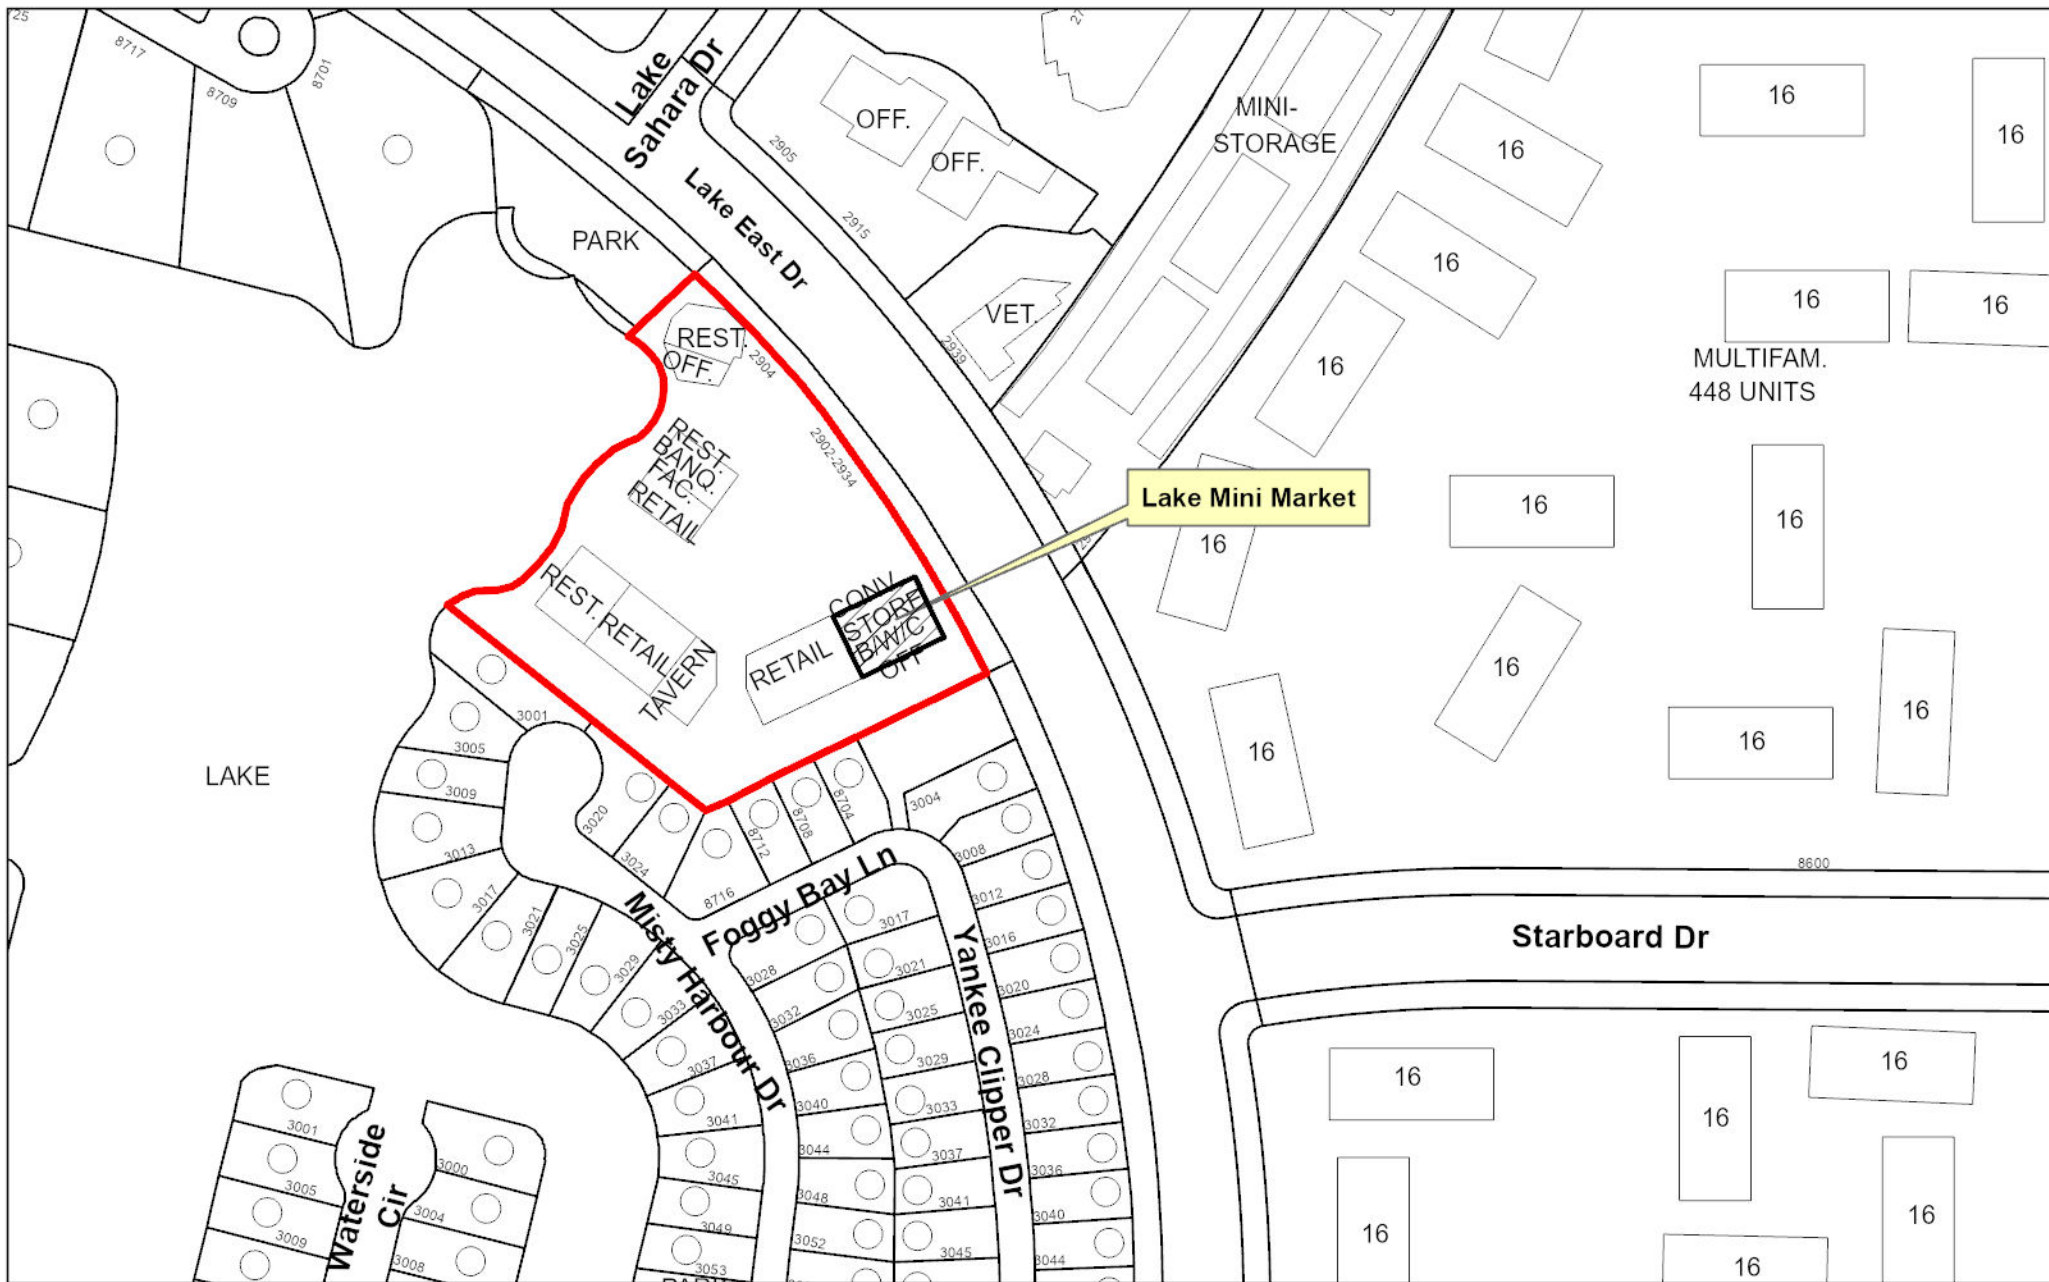 25
8717
8709
8701
Lake
Sahara Dr
Lake East Dr
2905
2915
2939
OFF.
OFF.
VET.
MINI-
STORAGE
16
16
16
16
16
16
16
MULTIFAM.
448 UNITS
PARK
REST.
OFF.
2904
2902-2934
REST.
BANQ.
FAC.
RETAIL
REST.
RETAIL
TAVERN
RETAIL
CONV
STORE
B/W/C
OFF
Lake Mini Market
16
16
16
16
16
16
16
LAKE
3001
3005
3009
3013
3017
3021
3025
3029
3033
3037
3041
3045
3049
3053
3020
3024
8716
8712
8708
8704
Foggy Bay Ln
Misty Harbour Dr
3028
3032
3036
3040
3044
3048
3052
3017
3021
3025
3029
3033
3037
3041
3045
Yankee Clipper Dr
3004
3008
3012
3016
3020
3024
3028
3032
3036
3040
3044
8600
Starboard Dr
16
16
16
16
16
16
3001
3005
3009
Waterside
Cir
3000
3004
3008